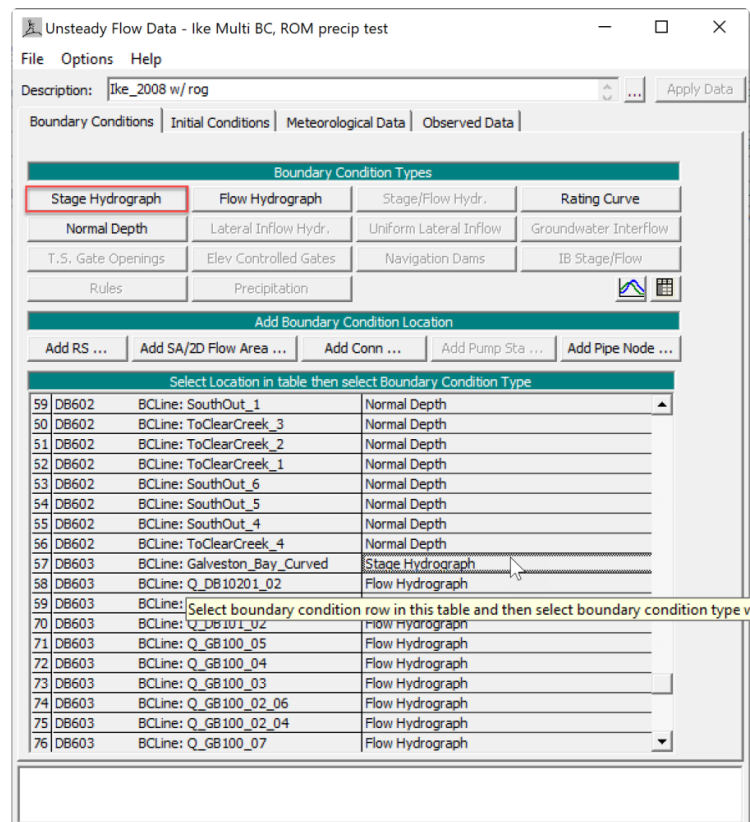 Unsteady Flow Data - Ike Multi BC, ROM precip test
File Options Help
Description: Ike_2008 w/ rog ... Apply Data
Boundary Conditions Initial Conditions Meteorological Data Observed Data
Boundary Condition Types
Stage Hydrograph Flow Hydrograph Stage/Flow Hydr. Rating Curve
Normal Depth Lateral Inflow Hydr. Uniform Lateral Inflow Groundwater Interflow
T.S. Gate Openings Elev Controlled Gates Navigation Dams IB Stage/Flow
Rules Precipitation
Add Boundary Condition Location
Add RS ... Add SA/2D Flow Area ... Add Conn ... Add Pump Sta ... Add Pipe Node ...
Select Location in table then select Boundary Condition Type
59 DB602 BCLine: SouthOut_1 Normal Depth
50 DB602 BCLine: ToClearCreek_3 Normal Depth
51 DB602 BCLine: ToClearCreek_2 Normal Depth
52 DB602 BCLine: ToClearCreek_1 Normal Depth
53 DB602 BCLine: SouthOut_6 Normal Depth
54 DB602 BCLine: SouthOut_5 Normal Depth
55 DB602 BCLine: SouthOut_4 Normal Depth
56 DB602 BCLine: ToClearCreek_4 Normal Depth
57 DB603 BCLine: Galveston_Bay_Curved Stage Hydrograph
58 DB603 BCLine: Q_DB10201_02 Flow Hydrograph
59 DB603 BCLine: Select boundary condition row in this table and then select boundary condition type w
70 DB603 BCLine: Q_DB101_02 Flow Hydrograph
71 DB603 BCLine: Q_GB100_05 Flow Hydrograph
72 DB603 BCLine: Q_GB100_04 Flow Hydrograph
73 DB603 BCLine: Q_GB100_03 Flow Hydrograph
74 DB603 BCLine: Q_GB100_02_06 Flow Hydrograph
75 DB603 BCLine: Q_GB100_02_04 Flow Hydrograph
76 DB603 BCLine: Q_GB100_07 Flow Hydrograph